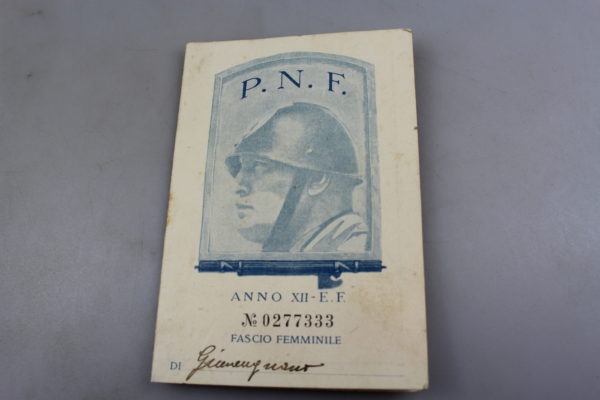 P. N. F.
ANNO XII - E. F.
№ 0277333
FASCIO FEMMINILE
DI